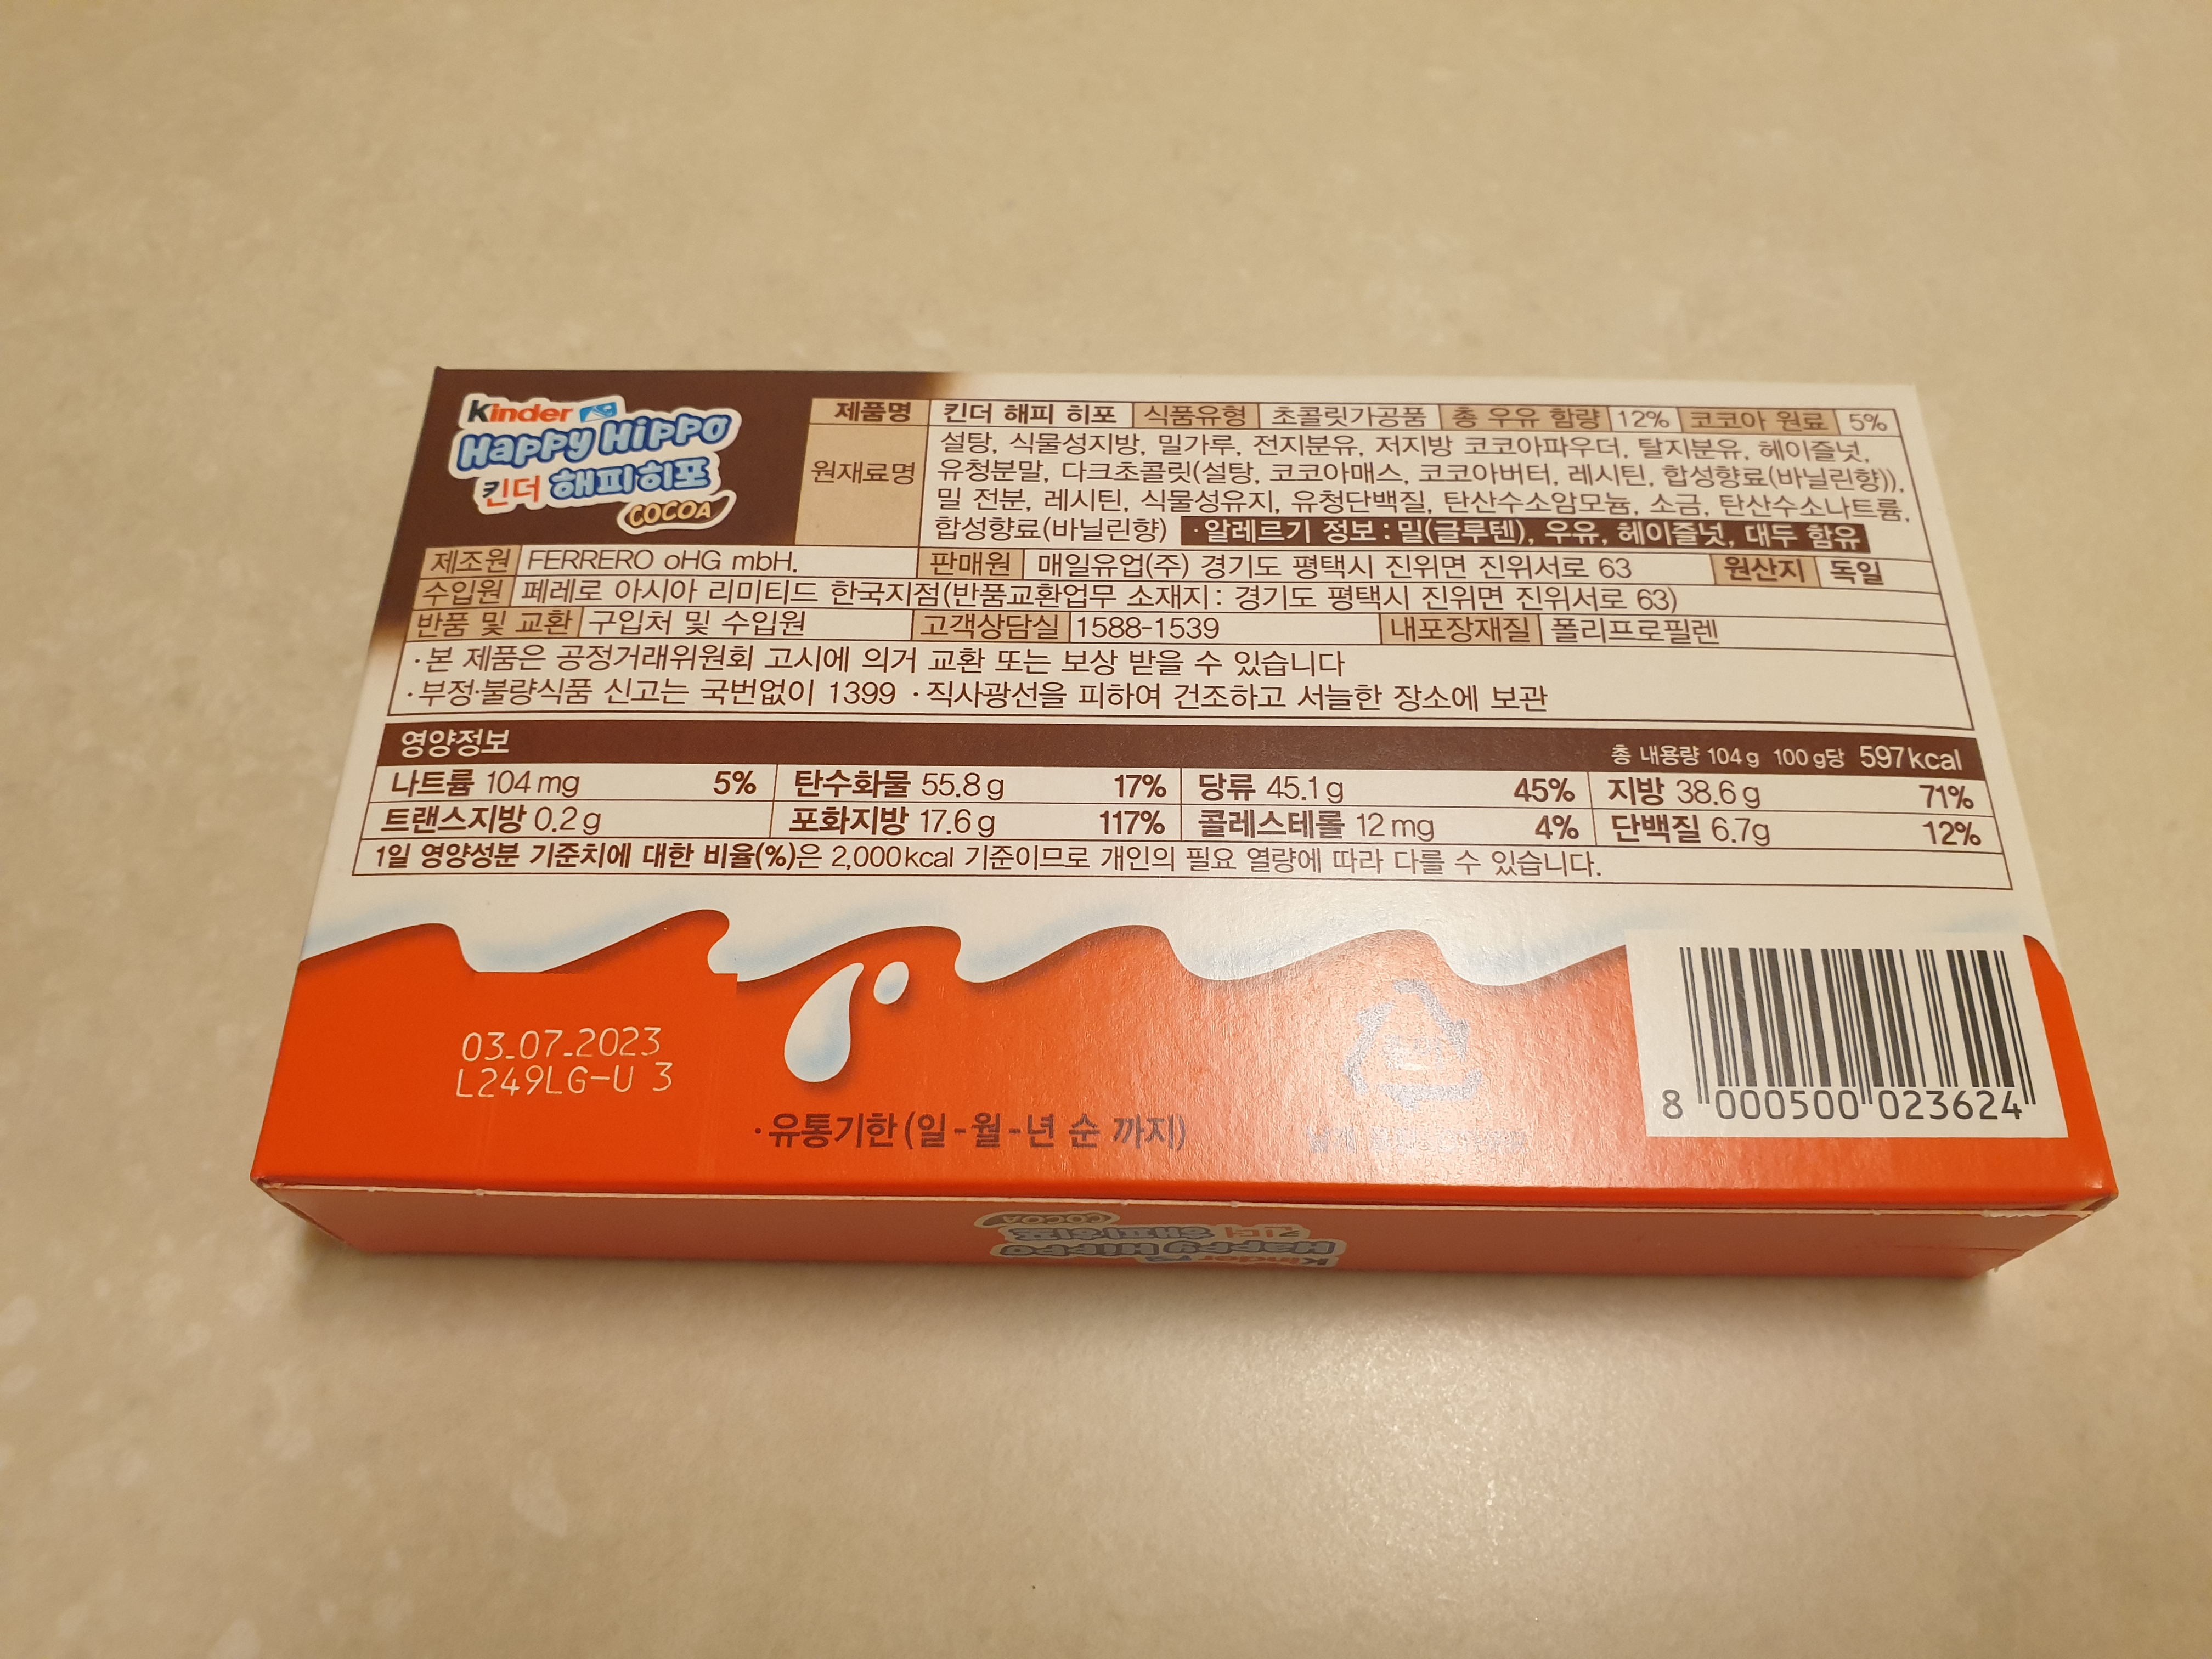 Kinder
Happy Hippo
킨더 해피히포
COCOA
제품명 킨더 해피 히포 식품유형 초콜릿가공품 총 우유 함량 12% 코코아 원료 5%
원재료명 설탕, 식물성지방, 밀가루, 전지분유, 저지방 코코아파우더, 탈지분유, 헤이즐넛,
유청분말, 다크초콜릿(설탕, 코코아매스, 코코아버터, 레시틴, 합성향료(바닐린향)),
밀 전분, 레시틴, 식물성유지, 유청단백질, 탄산수소암모늄, 소금, 탄산수소나트륨,
합성향료(바닐린향) ·알레르기 정보 : 밀(글루텐), 우유, 헤이즐넛, 대두 함유
제조원 FERRERO oHG mbH. 판매원 매일유업(주) 경기도 평택시 진위면 진위서로 63 원산지 독일
수입원 페레로 아시아 리미티드 한국지점(반품교환업무 소재지 : 경기도 평택시 진위면 진위서로 63)
반품 및 교환 구입처 및 수입원 고객상담실 1588-1539 내포장재질 폴리프로필렌
·본 제품은 공정거래위원회 고시에 의거 교환 또는 보상 받을 수 있습니다
·부정·불량식품 신고는 국번없이 1399 ·직사광선을 피하여 건조하고 서늘한 장소에 보관
영양정보 총 내용량 104 g 100 g당 597kcal
나트륨 104 mg 5% 탄수화물 55.8 g 17% 당류 45.1 g 45% 지방 38.6 g 71%
트랜스지방 0.2 g 포화지방 17.6 g 117% 콜레스테롤 12 mg 4% 단백질 6.7g 12%
1일 영양성분 기준치에 대한 비율(%)은 2,000kcal 기준이므로 개인의 필요 열량에 따라 다를 수 있습니다.
03.07.2023
L249LG-U 3
·유통기한 (일-월-년 순 까지)
8 000500 023624
Kinder
Happy Hippo
킨더 해피히포
COCOA